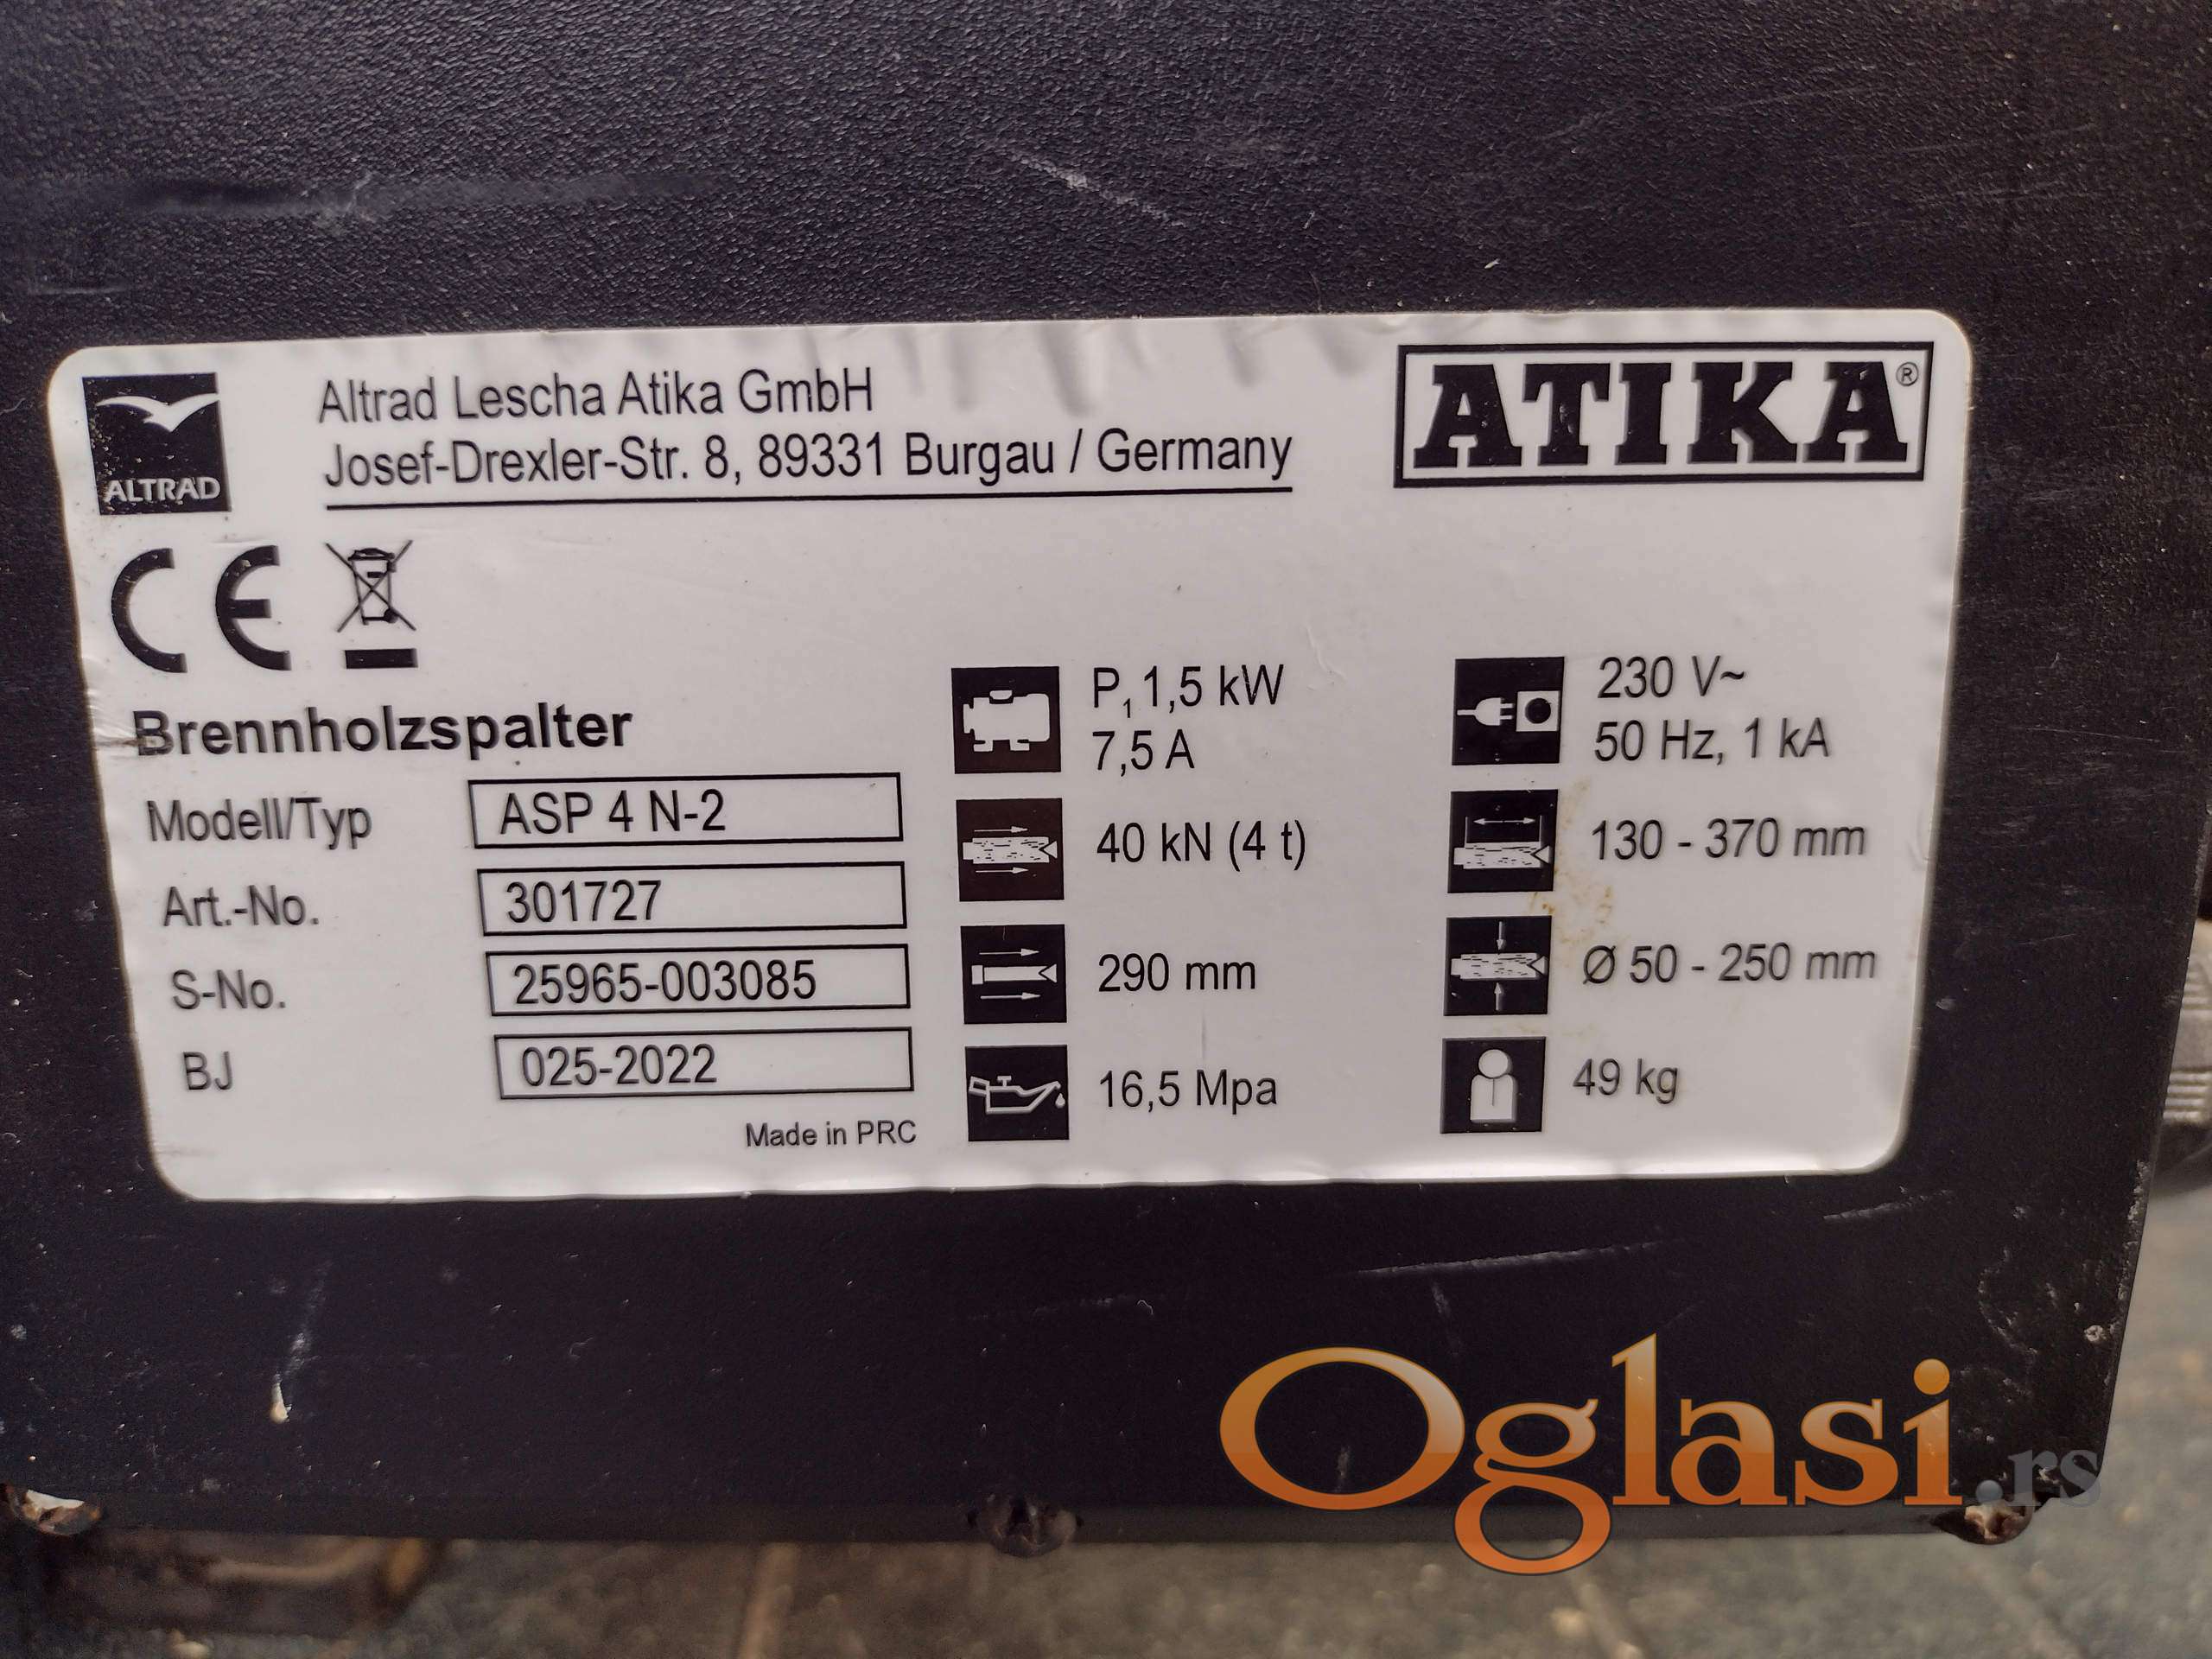 ALTRAD
Altrad Lescha Atika GmbH
Josef-Drexler-Str. 8, 89331 Burgau / Germany
ATIKA®
CE
Brennholzspalter
Modell/Typ ASP 4 N-2
Art.-No. 301727
S-No. 25965-003085
BJ 025-2022
Made in PRC
P₁ 1,5 kW
7,5 A
40 kN (4 t)
290 mm
16,5 Mpa
230 V~
50 Hz, 1 kA
130 - 370 mm
Ø 50 - 250 mm
49 kg
Oglasi.rs